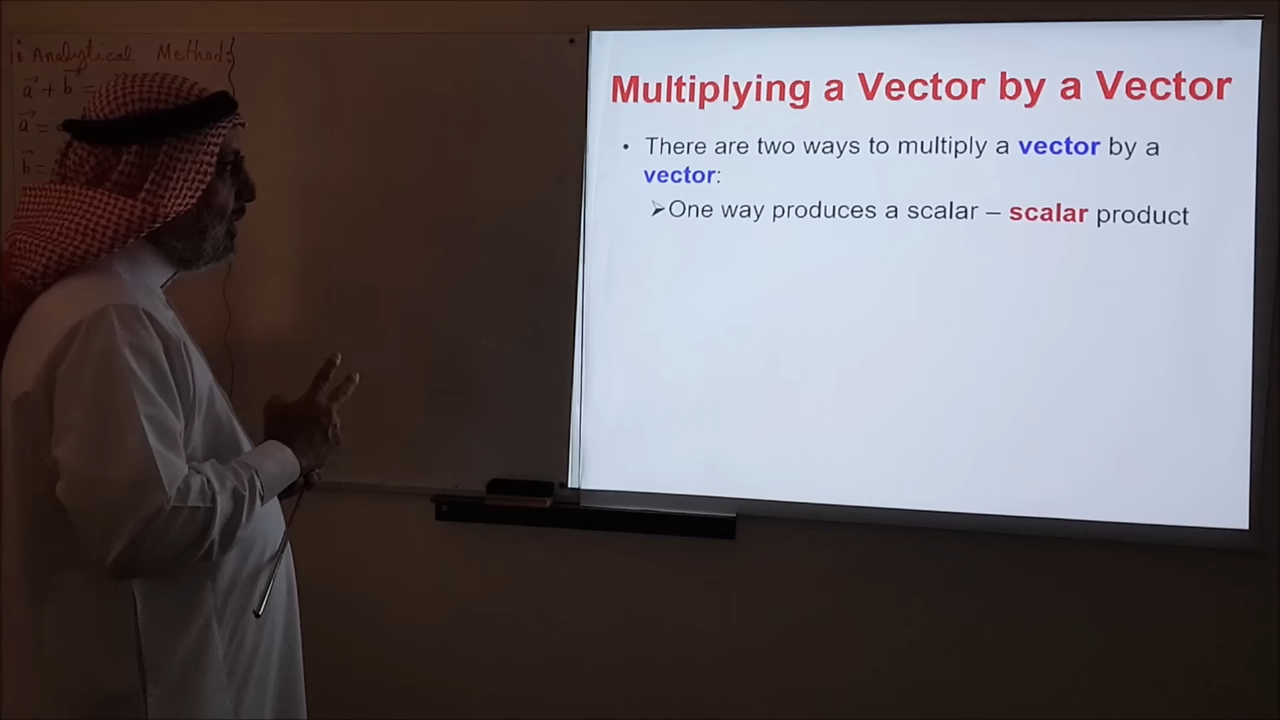 Analytical Method:
a⃗ + b⃗ =
a⃗ =
b⃗ =
Multiplying a Vector by a Vector
• There are two ways to multiply a vector by a
vector:
➢One way produces a scalar – scalar product